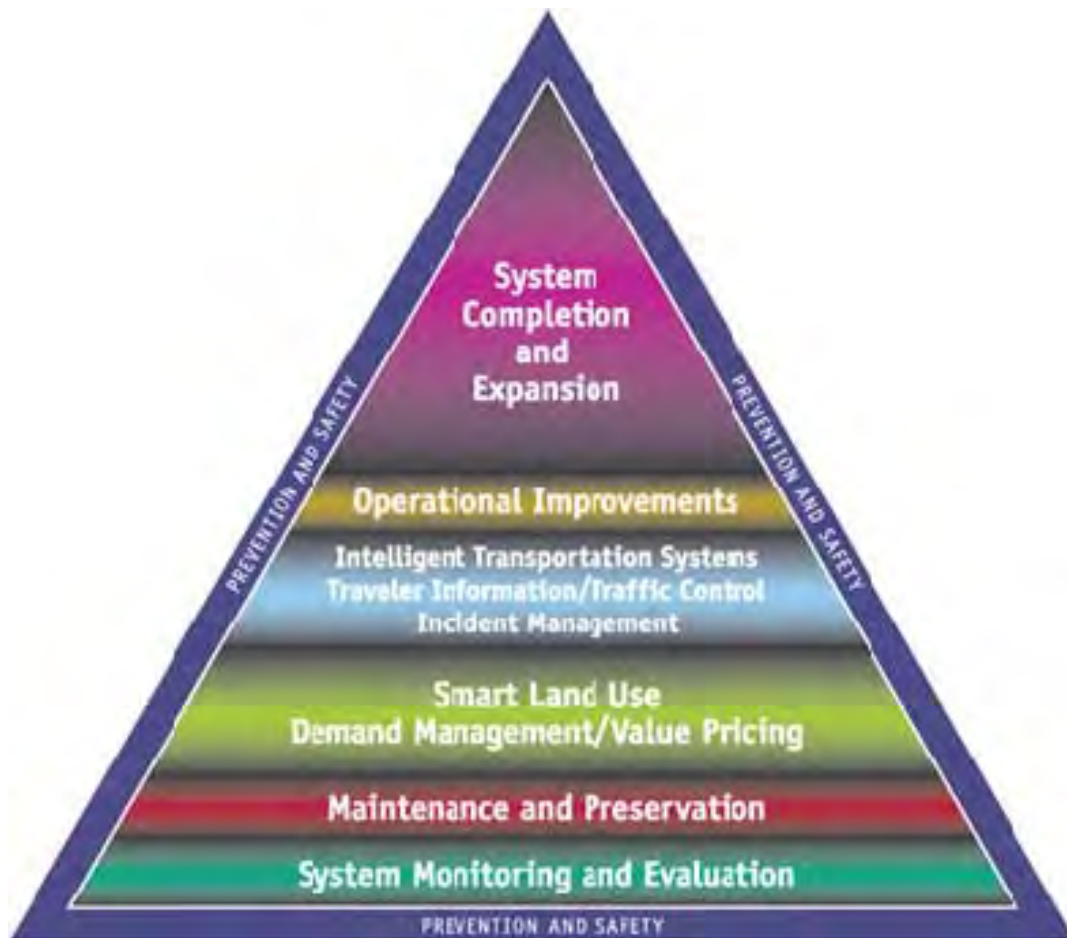 System
Completion
and
Expansion
Operational Improvements
Intelligent Transportation Systems
Traveler Information/Traffic Control
Incident Management
Smart Land Use
Demand Management/Value Pricing
Maintenance and Preservation
System Monitoring and Evaluation
PREVENTION AND SAFETY
PREVENTION AND SAFETY
PREVENTION AND SAFETY